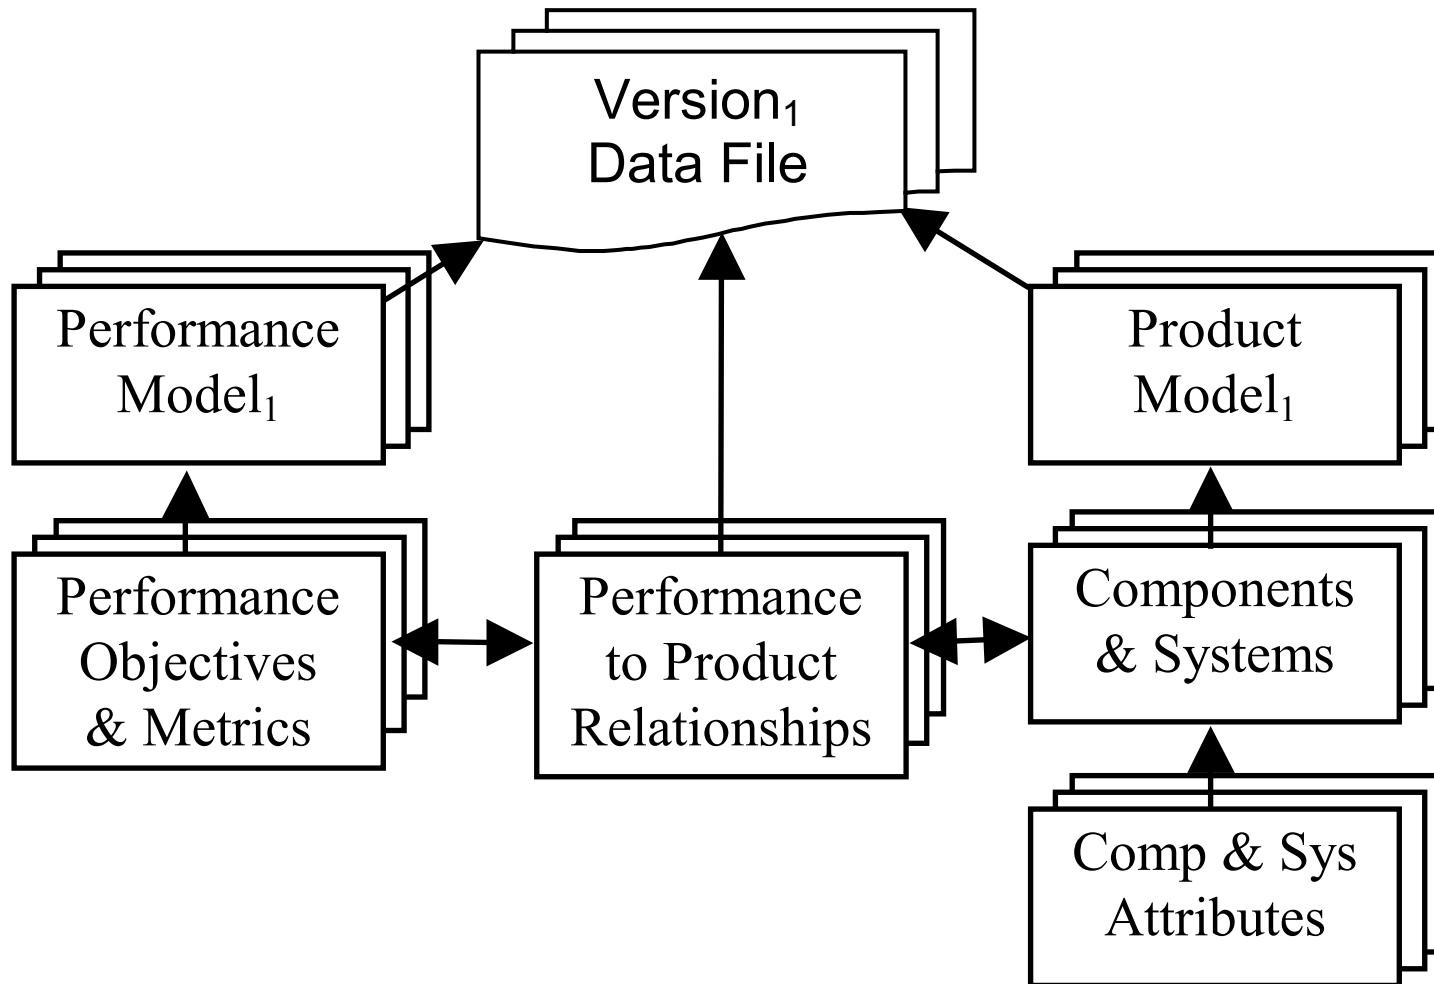 Version₁
Data File
Performance
Model₁
Product
Model₁
Performance
Objectives
& Metrics
Performance
to Product
Relationships
Components
& Systems
Comp & Sys
Attributes